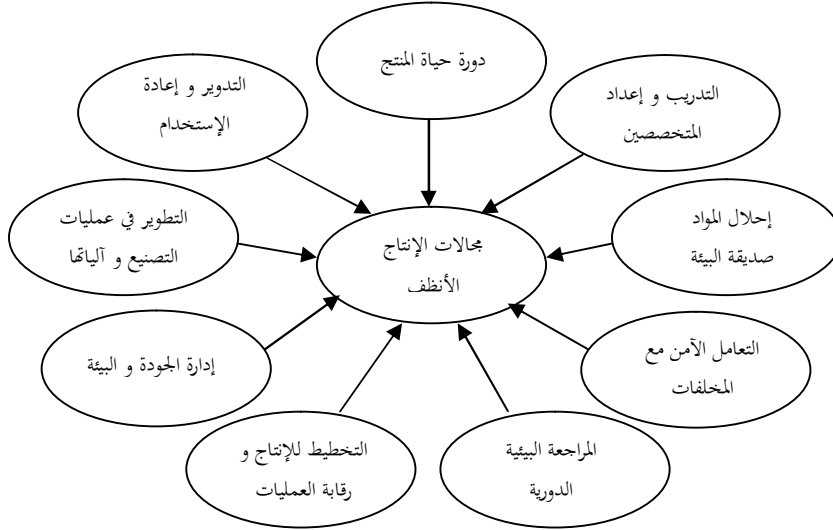 دورة حياة المنتج
التدريب و إعداد
المتخصصين
إحلال المواد
صديقة البيئة
التعامل الآمن مع
المخلفات
المراجعة البيئية
الدورية
التخطيط للإنتاج و
رقابة العمليات
إدارة الجودة و البيئة
التطوير في عمليات
التصنيع و آلياتها
التدوير و إعادة
الإستخدام
مجالات الإنتاج
الأنظف